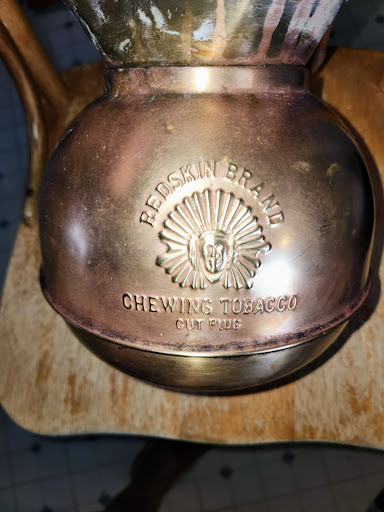 REDSKIN BRAND
CHEWING TOBACCO
CUT PLUG